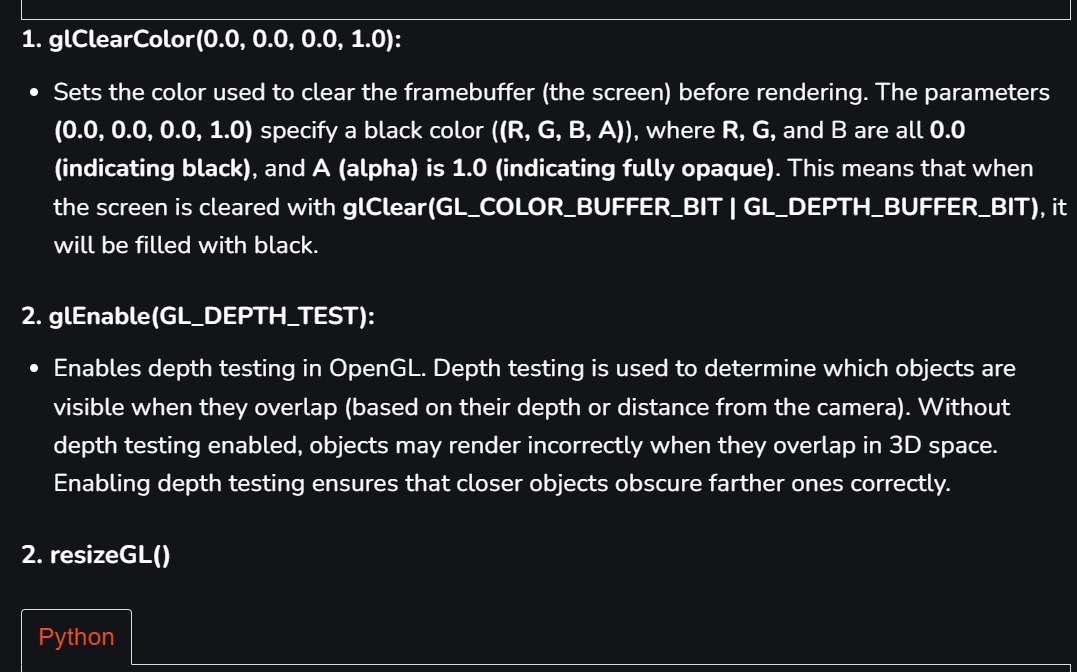 1. glClearColor(0.0, 0.0, 0.0, 1.0):
• Sets the color used to clear the framebuffer (the screen) before rendering. The parameters
(0.0, 0.0, 0.0, 1.0) specify a black color ((R, G, B, A)), where R, G, and B are all 0.0
(indicating black), and A (alpha) is 1.0 (indicating fully opaque). This means that when
the screen is cleared with glClear(GL_COLOR_BUFFER_BIT | GL_DEPTH_BUFFER_BIT), it
will be filled with black.
2. glEnable(GL_DEPTH_TEST):
• Enables depth testing in OpenGL. Depth testing is used to determine which objects are
visible when they overlap (based on their depth or distance from the camera). Without
depth testing enabled, objects may render incorrectly when they overlap in 3D space.
Enabling depth testing ensures that closer objects obscure farther ones correctly.
2. resizeGL()
Python